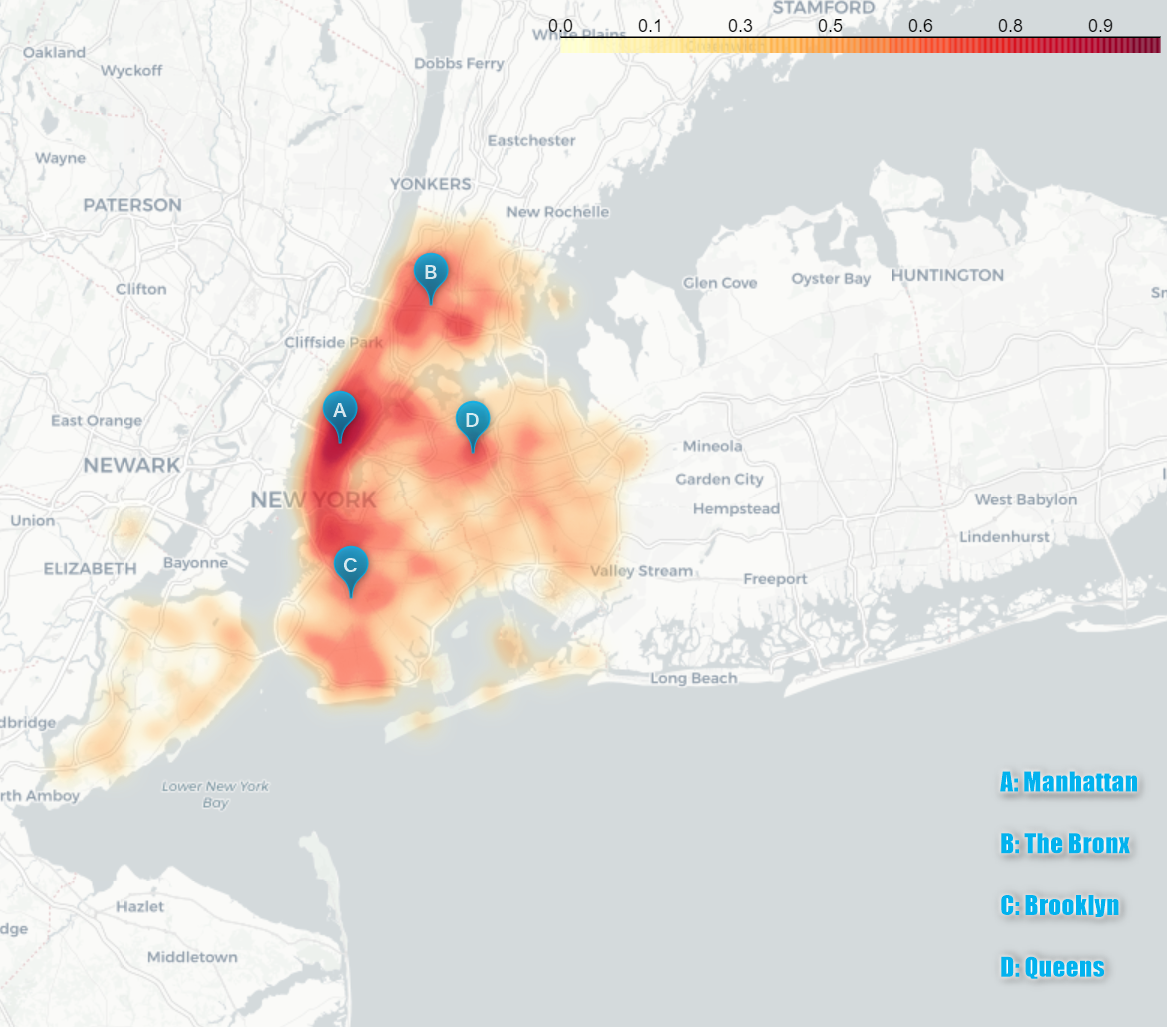 STAMFORD
0.0 0.1 0.3 0.5 0.6 0.8 0.9
White Plains
Greenwich
Oakland
Wyckoff
Dobbs Ferry
Eastchester
Wayne
YONKERS
PATERSON
New Rochelle
B
HUNTINGTON
Oyster Bay
Glen Cove
Clifton
Sr
Cliffside Park
A
D
East Orange
Mineola
NEWARK
Garden City
NEW YORK
West Babylon
Hempstead
Union
Lindenhurst
C
Bayonne
ELIZABETH
Valley Stream
Freeport
Long Beach
dbridge
A: Manhattan
Lower New York
Bay
rth Amboy
B: The Bronx
C: Brooklyn
Hazlet
dge
Middletown
D: Queens